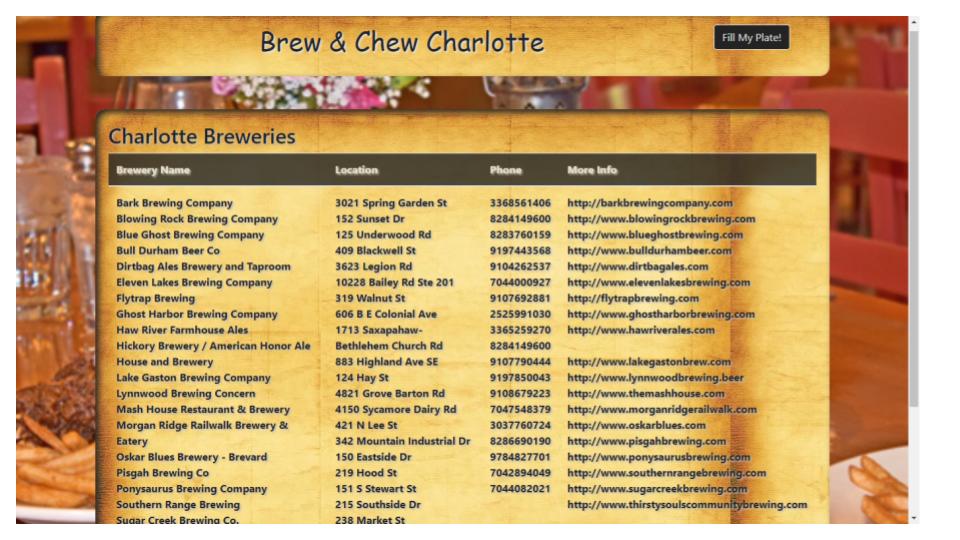 Brew & Chew Charlotte
Fill My Plate!
Charlotte Breweries
Brewery Name Location Phone More Info
Bark Brewing Company 3021 Spring Garden St 3368561406 http://barkbrewingcompany.com
Blowing Rock Brewing Company 152 Sunset Dr 8284149600 http://www.blowingrockbrewing.com
Blue Ghost Brewing Company 125 Underwood Rd 8283760159 http://www.blueghostbrewing.com
Bull Durham Beer Co 409 Blackwell St 9197443568 http://www.bulldurhambeer.com
Dirtbag Ales Brewery and Taproom 3623 Legion Rd 9104262537 http://www.dirtbagales.com
Eleven Lakes Brewing Company 10228 Bailey Rd Ste 201 7044000927 http://www.elevenlakesbrewing.com
Flytrap Brewing 319 Walnut St 9107692881 http://flytrapbrewing.com
Ghost Harbor Brewing Company 606 B E Colonial Ave 2525991030 http://www.ghostharborbrewing.com
Haw River Farmhouse Ales 1713 Saxapahaw- 3365259270 http://www.hawriverales.com
Hickory Brewery / American Honor Ale Bethlehem Church Rd 8284149600
House and Brewery 883 Highland Ave SE 9107790444 http://www.lakegastonbrew.com
Lake Gaston Brewing Company 124 Hay St 9197850043 http://www.lynnwoodbrewing.beer
Lynnwood Brewing Concern 4821 Grove Barton Rd 9108679223 http://www.themashhouse.com
Mash House Restaurant & Brewery 4150 Sycamore Dairy Rd 7047548379 http://www.morganridgerailwalk.com
Morgan Ridge Railwalk Brewery & 421 N Lee St 3037760724 http://www.oskarblues.com
Eatery 342 Mountain Industrial Dr 8286690190 http://www.pisgahbrewing.com
Oskar Blues Brewery - Brevard 150 Eastside Dr 9784827701 http://www.ponysaurusbrewing.com
Pisgah Brewing Co 219 Hood St 7042894049 http://www.southernrangebrewing.com
Ponysaurus Brewing Company 151 S Stewart St 7044082021 http://www.sugarcreekbrewing.com
Southern Range Brewing 215 Southside Dr http://www.thirstysoulscommunitybrewing.com
Sugar Creek Brewing Co. 238 Market St